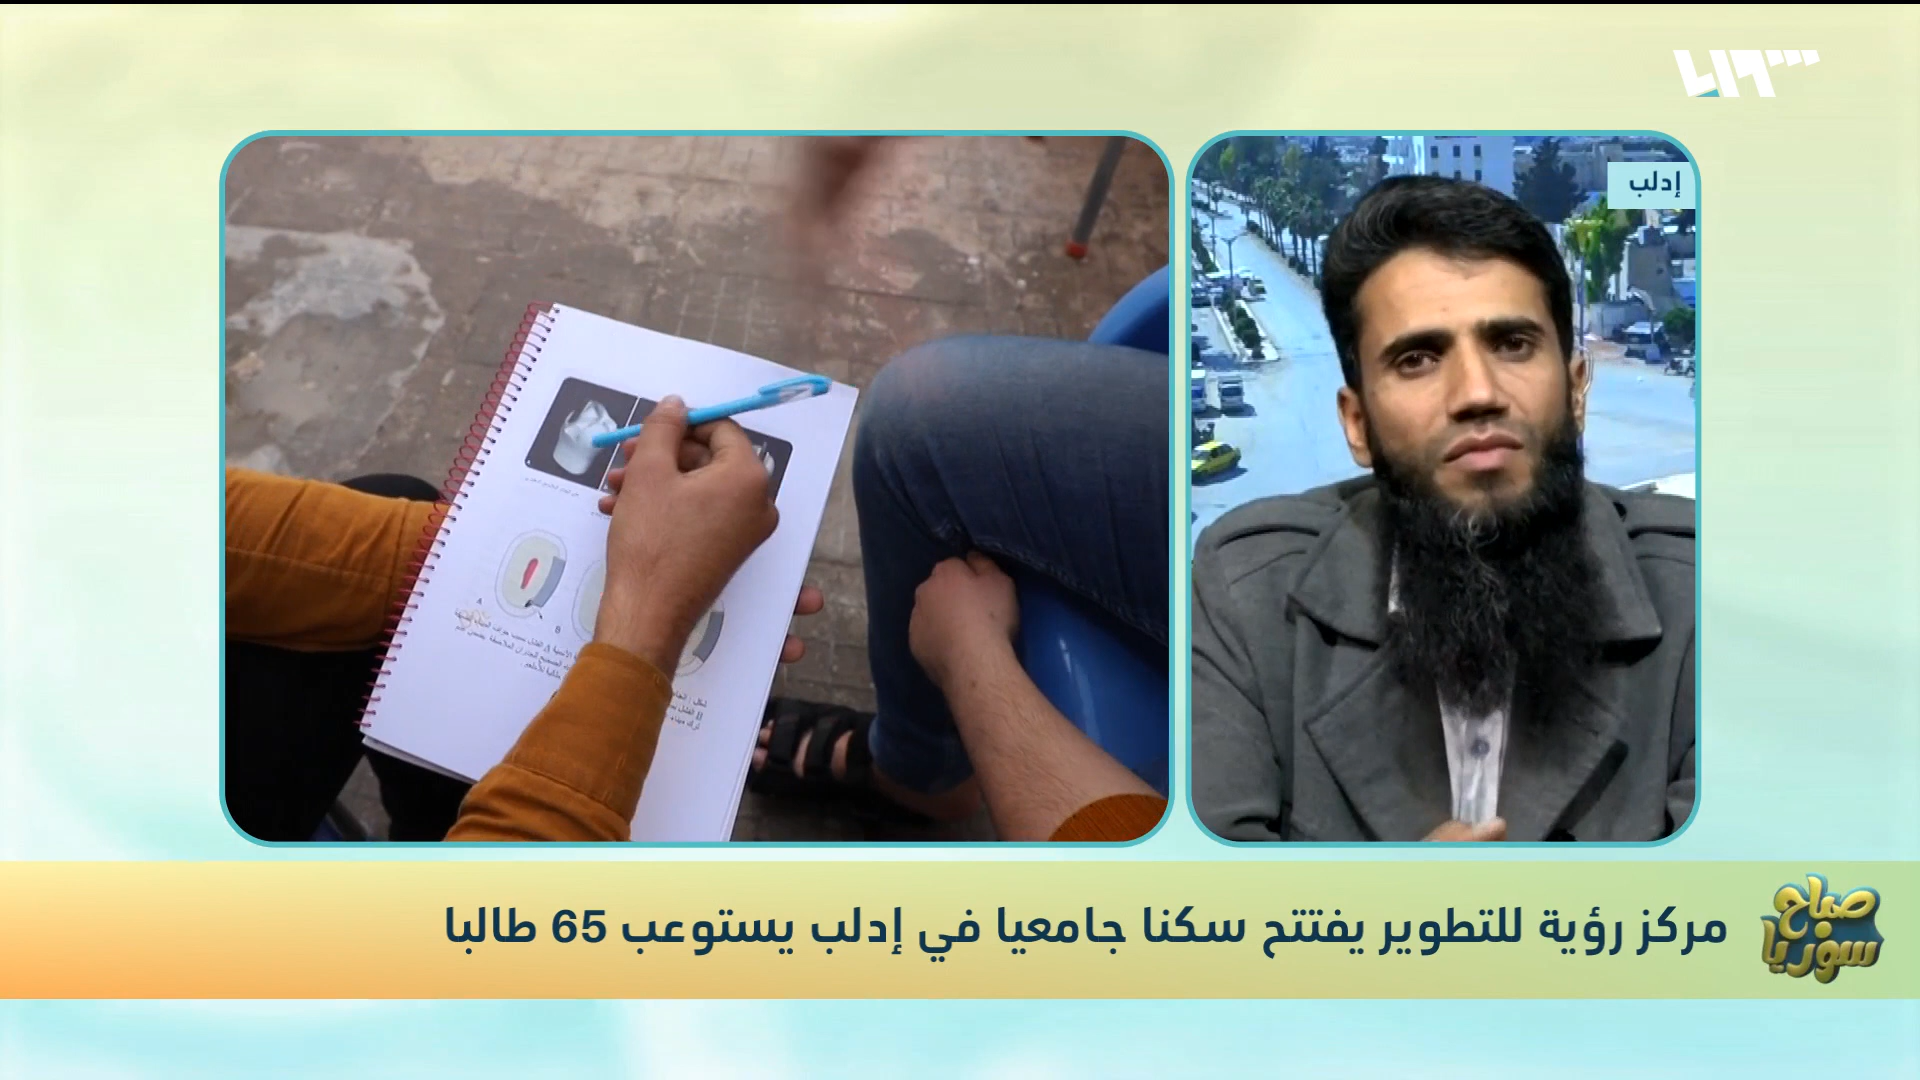 إدلب
A
B
مركز رؤية للتطوير يفتتح سكنا جامعيا في إدلب يستوعب 65 طالبا
صباح
سوريا